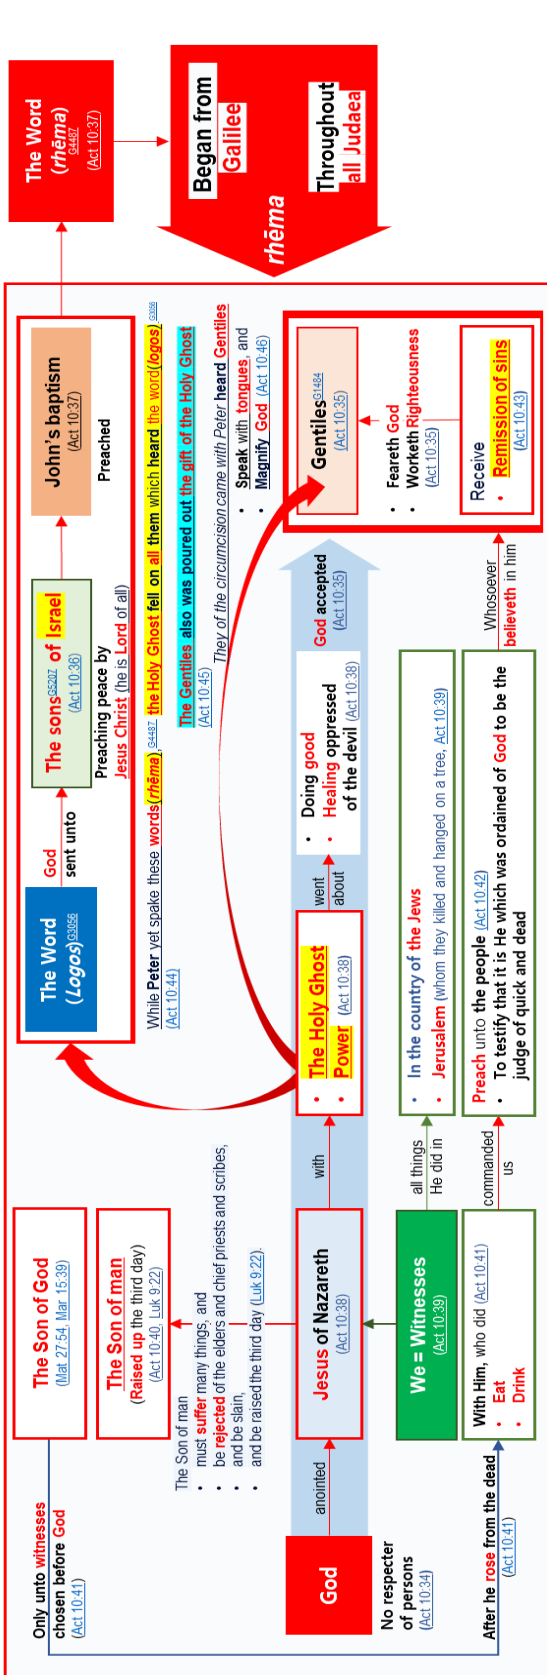 Only unto witnesses
chosen before God
(Act 10:41)
The Son of God
(Mat 27:54, Mar 15:39)
The Son of man
(Raised up the third day)
(Act 10:40, Luk 9:22)
The Son of man
• must suffer many things, and
• be rejected of the elders and chief priests and scribes,
• and be slain,
• and be raised the third day (Luk 9:22).
God
anointed
Jesus of Nazareth
(Act 10:38)
with
• The Holy Ghost
• Power (Act 10:38)
went
about
• Doing good
• Healing oppressed
of the devil (Act 10:38)
God accepted
(Act 10:35)
No respecter
of persons
(Act 10:34)
We = Witnesses
(Act 10:39)
all things
He did in
• In the country of the Jews
• Jerusalem (whom they killed and hanged on a tree, Act 10:39)
After he rose from the dead
(Act 10:41)
With Him, who did (Act 10:41)
• Eat
• Drink
commanded
us
Preach unto the people (Act 10:42)
• To testify that it is He which was ordained of God to be the
judge of quick and dead
Whosoever
believeth in him
The Word
(Logos)G3056
God
sent unto
The sonsG5207 of Israel
(Act 10:36)
Preaching peace by
Jesus Christ (he is Lord of all)
John's baptism
(Act 10:37)
Preached
While Peter yet spake these words(rhēma),G4487 the Holy Ghost fell on all them which heard the word(logos).G3056
(Act 10:44)
The Gentiles also was poured out the gift of the Holy Ghost
(Act 10:45)
They of the circumcision came with Peter heard Gentiles
• Speak with tongues, and
• Magnify God (Act 10:46)
GentilesG1484
(Act 10:35)
• Feareth God
• Worketh Righteousness
(Act 10:35)
Receive
• Remission of sins
(Act 10:43)
The Word
(rhēma)
G4487
(Act 10:37)
Began from
Galilee
Throughout
all Judaea
rhēma